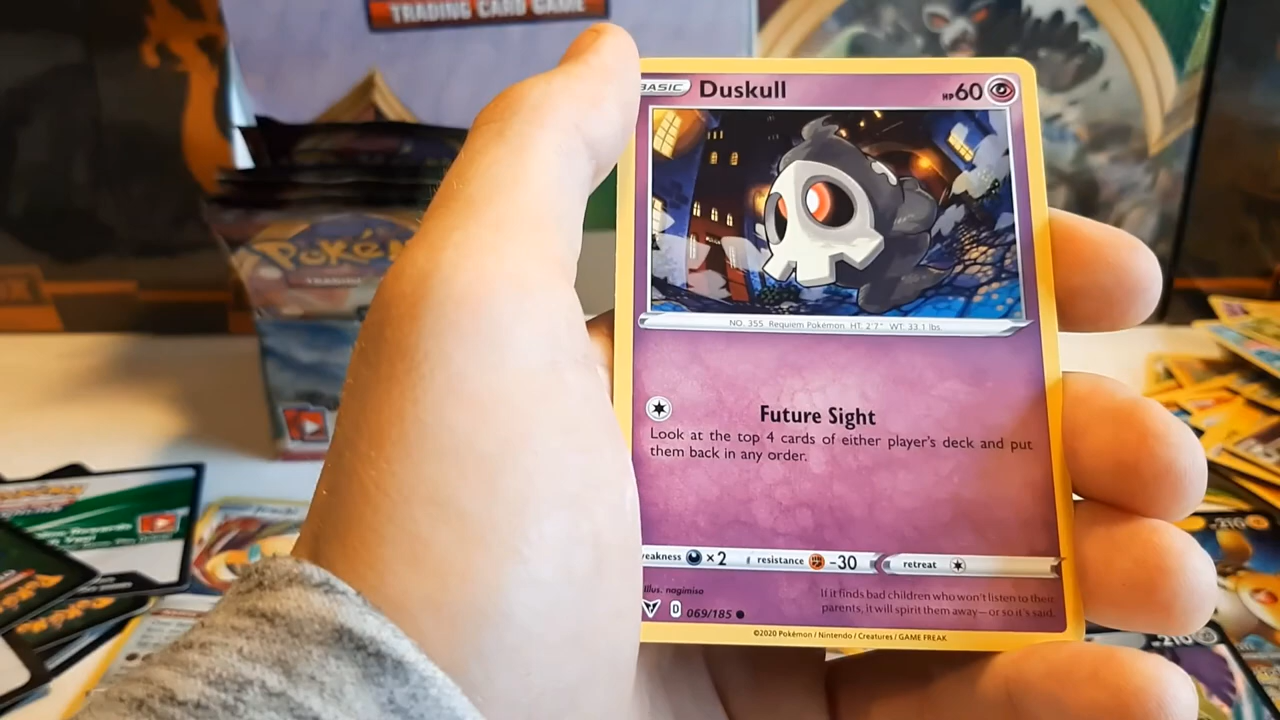 TRADING CARD GAME
BASIC Duskull HP60
Poké
TRADING
NO. 355 Requiem Pokémon HT: 2'7" WT: 33.1 lbs.
Future Sight
Look at the top 4 cards of either player's deck and put
them back in any order.
weakness ×2 resistance -30 retreat
Illus. nagimiso
If it finds bad children who won't listen to their
parents, it will spirit them away—or so it's said.
D 069/185
©2020 Pokémon / Nintendo / Creatures / GAME FREAK
-210